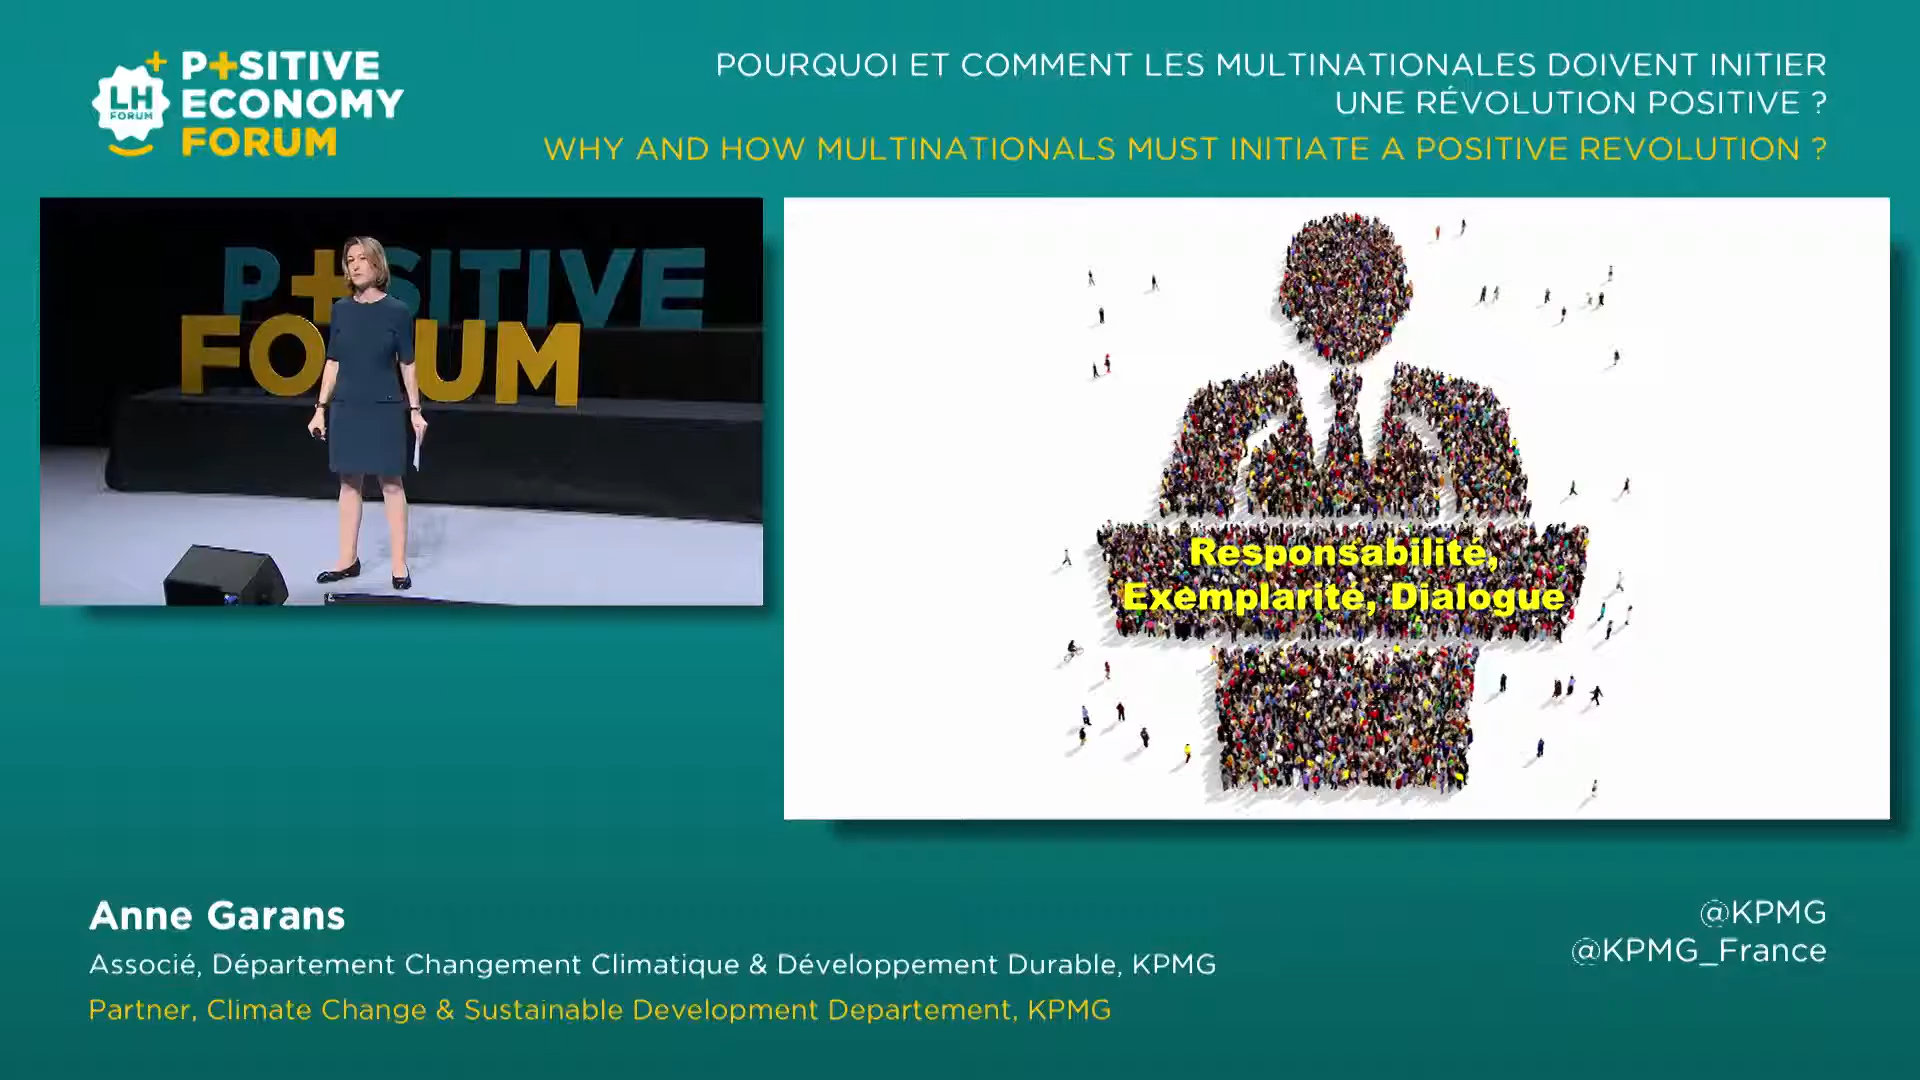 LH
FORUM
P+SITIVE
ECONOMY
FORUM
POURQUOI ET COMMENT LES MULTINATIONALES DOIVENT INITIER
UNE RÉVOLUTION POSITIVE ?
WHY AND HOW MULTINATIONALS MUST INITIATE A POSITIVE REVOLUTION ?
P+SITIVE
FORUM
Responsabilité,
Exemplarité, Dialogue
Anne Garans
Associé, Département Changement Climatique & Développement Durable, KPMG
Partner, Climate Change & Sustainable Development Departement, KPMG
@KPMG
@KPMG_France